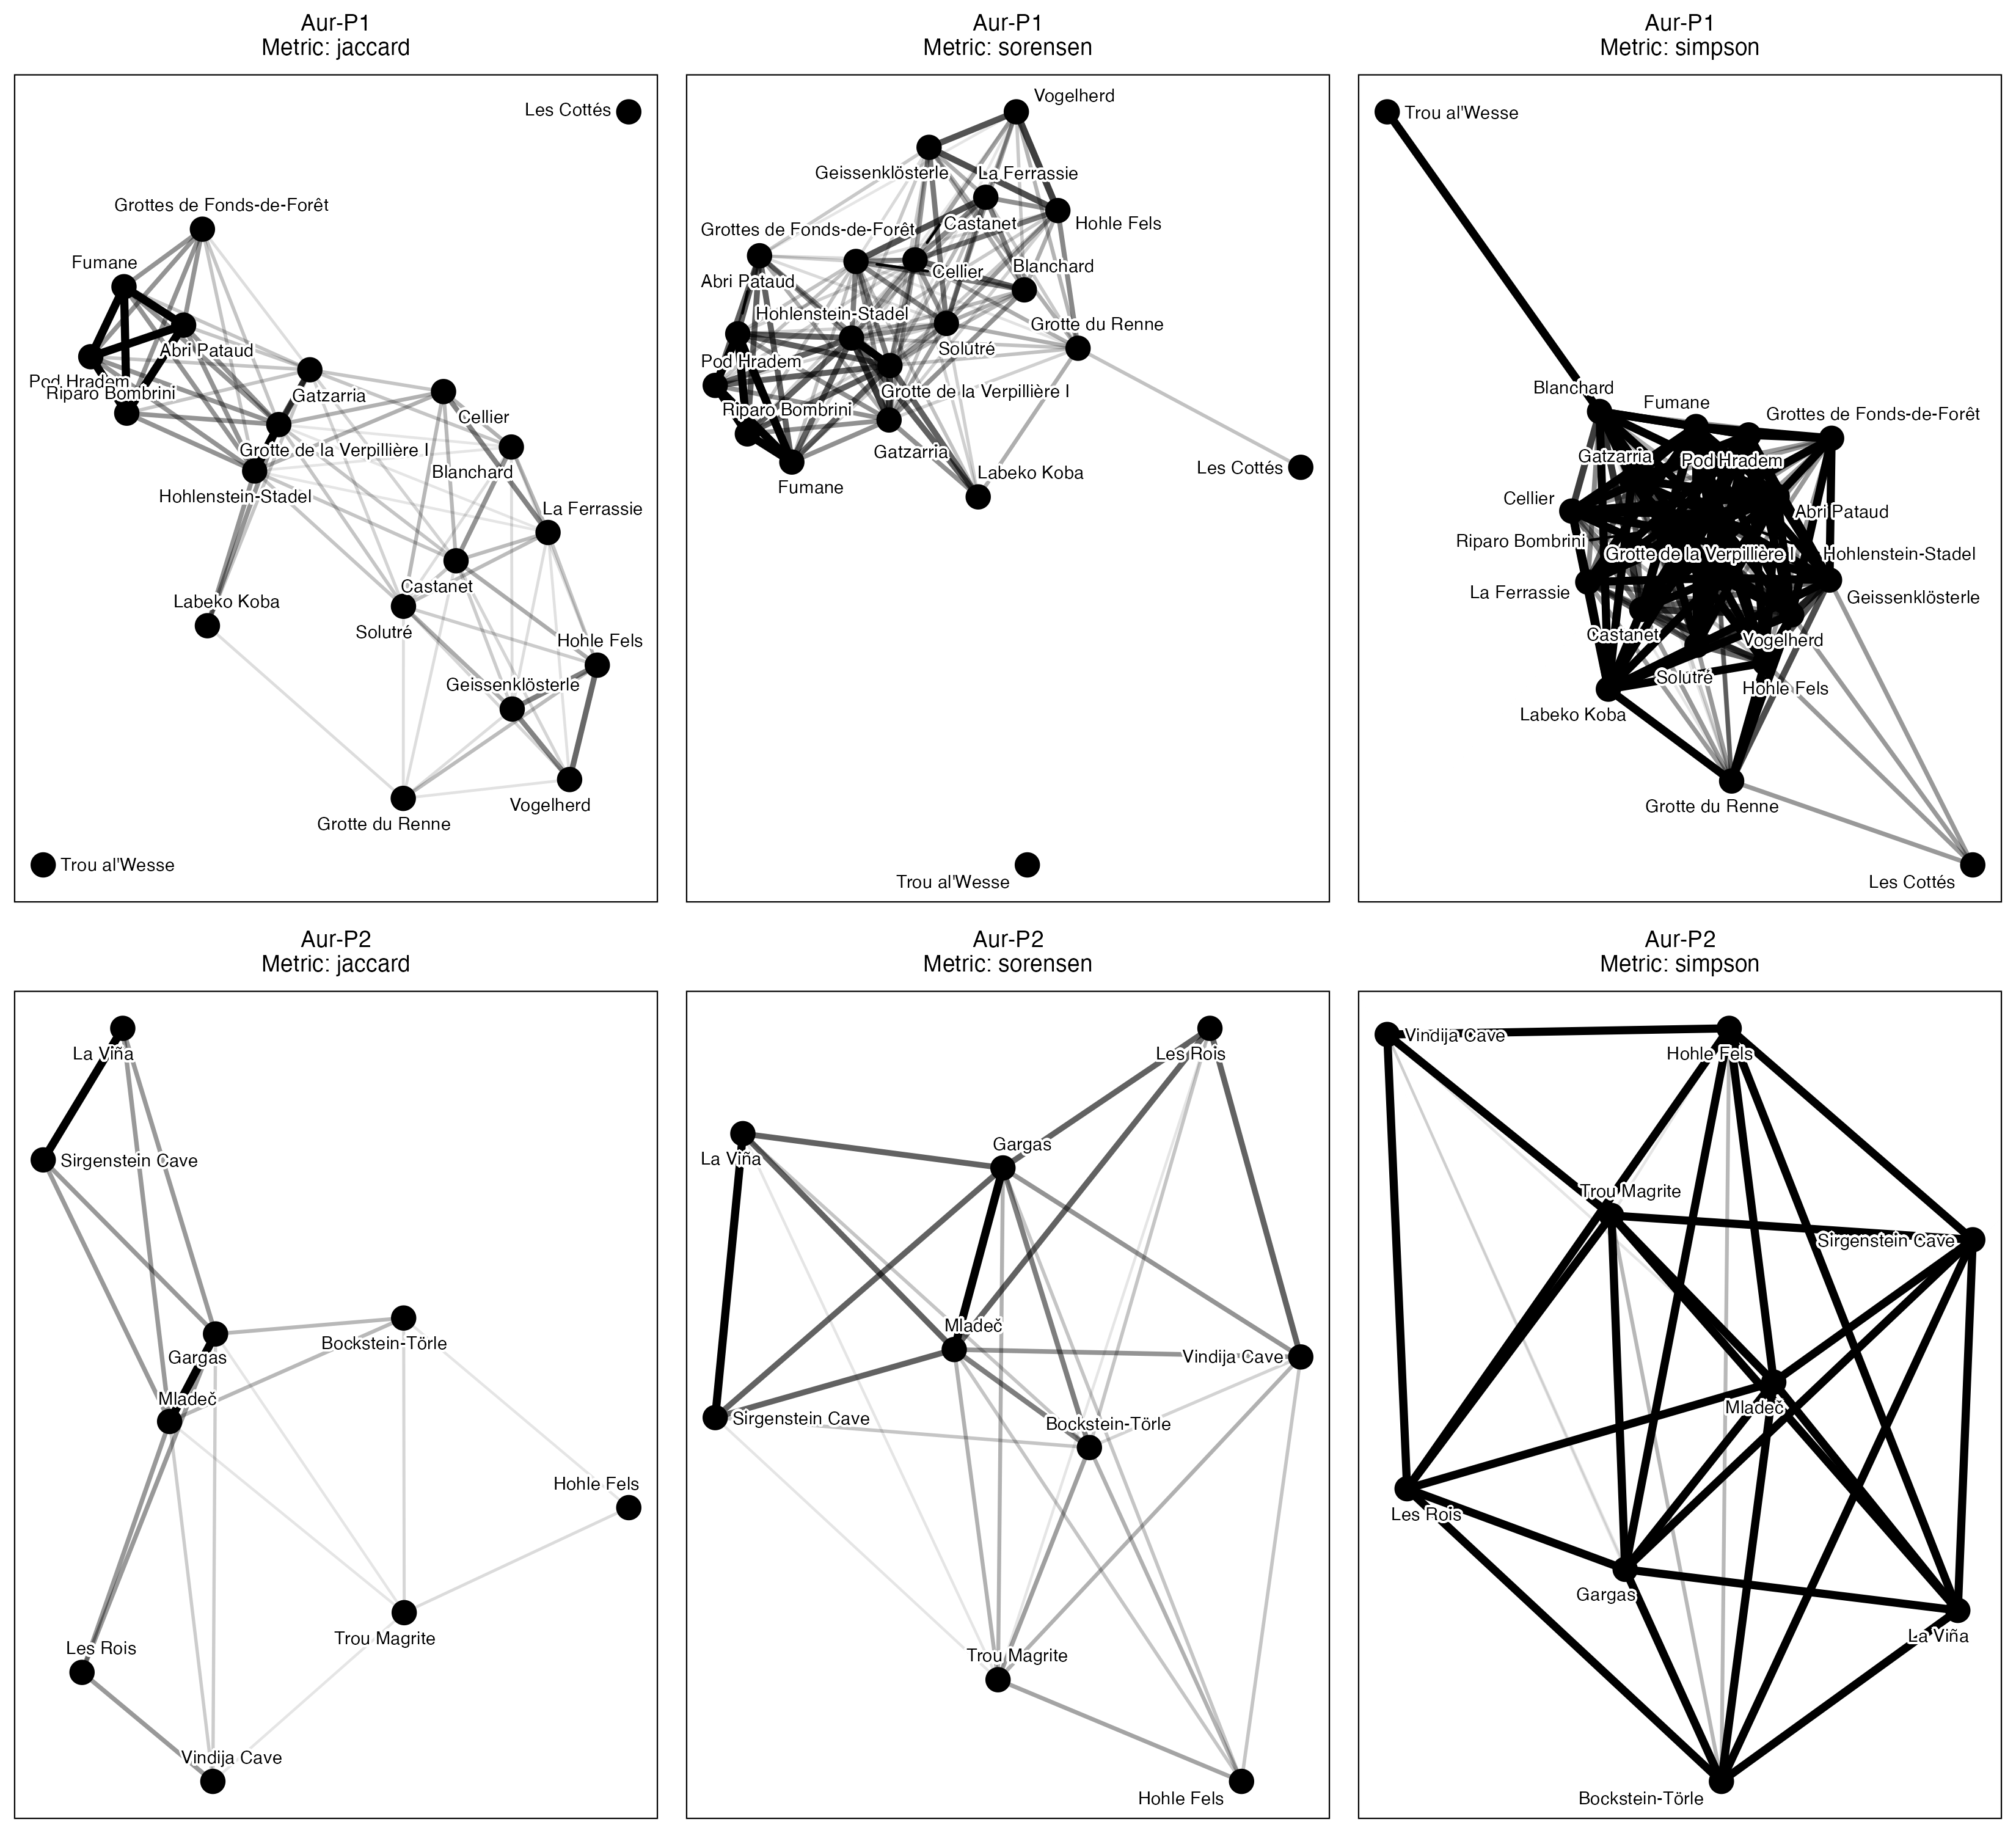 Aur-P1
Metric: jaccard
Les Cottés
Grottes de Fonds-de-Forêt
Fumane
Abri Pataud
Pod Hradem
Riparo Bombrini
Gatzarria
Cellier
Grotte de la Verpillière I
Blanchard
Hohlenstein-Stadel
La Ferrassie
Castanet
Labeko Koba
Solutré
Hohle Fels
Geissenklösterle
Vogelherd
Grotte du Renne
Trou al'Wesse
Aur-P1
Metric: sorensen
Vogelherd
Geissenklösterle
La Ferrassie
Castanet
Hohle Fels
Grottes de Fonds-de-Forêt
Cellier
Blanchard
Abri Pataud
Hohlenstein-Stadel
Grotte du Renne
Solutré
Pod Hradem
Grotte de la Verpillière I
Riparo Bombrini
Gatzarria
Labeko Koba
Les Cottés
Fumane
Trou al'Wesse
Aur-P1
Metric: simpson
Trou al'Wesse
Blanchard
Fumane
Grottes de Fonds-de-Forêt
Gatzarria
Pod Hradem
Cellier
Abri Pataud
Riparo Bombrini
Grotte de la Verpillière I
Hohlenstein-Stadel
La Ferrassie
Geissenklösterle
Castanet
Vogelherd
Solutré
Hohle Fels
Labeko Koba
Grotte du Renne
Les Cottés
Aur-P2
Metric: jaccard
La Viña
Sirgenstein Cave
Bockstein-Törle
Gargas
Mladeč
Hohle Fels
Trou Magrite
Les Rois
Vindija Cave
Aur-P2
Metric: sorensen
Les Rois
Gargas
La Viña
Mladeč
Vindija Cave
Sirgenstein Cave
Bockstein-Törle
Trou Magrite
Hohle Fels
Aur-P2
Metric: simpson
Vindija Cave
Hohle Fels
Trou Magrite
Sirgenstein Cave
Mladeč
Les Rois
Gargas
La Viña
Bockstein-Törle